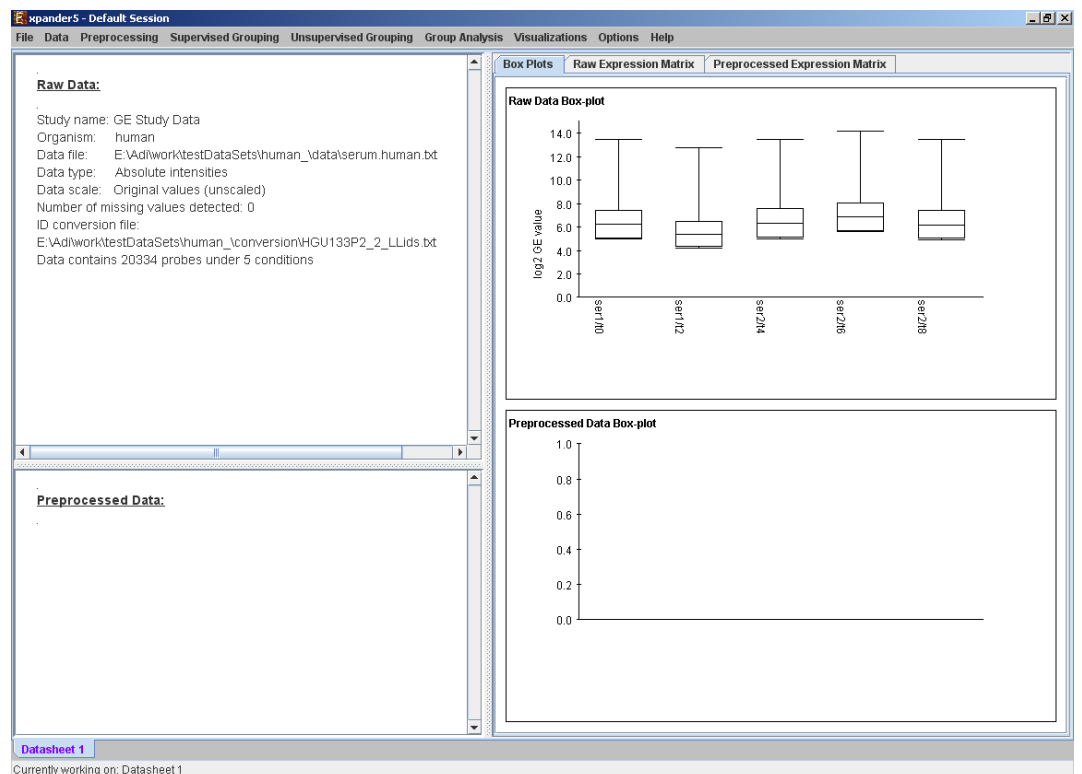 xpander5 - Default Session
File Data Preprocessing Supervised Grouping Unsupervised Grouping Group Analysis Visualizations Options Help
Raw Data:
Study name: GE Study Data
Organism: human
Data file: E:\Adi\work\testDataSets\human_\data\serum.human.txt
Data type: Absolute intensities
Data scale: Original values (unscaled)
Number of missing values detected: 0
ID conversion file:
E:\Adi\work\testDataSets\human_\conversion\HGU133P2_2_LLids.txt
Data contains 20334 probes under 5 conditions
Preprocessed Data:
Box Plots Raw Expression Matrix Preprocessed Expression Matrix
Raw Data Box-plot
14.0
12.0
10.0
8.0
6.0
4.0
2.0
0.0
log2 GE value
ser1/t0
ser1/t2
ser2/t4
ser2/t6
ser2/t8
Preprocessed Data Box-plot
1.0
0.8
0.6
0.4
0.2
0.0
Datasheet 1
Currently working on: Datasheet 1